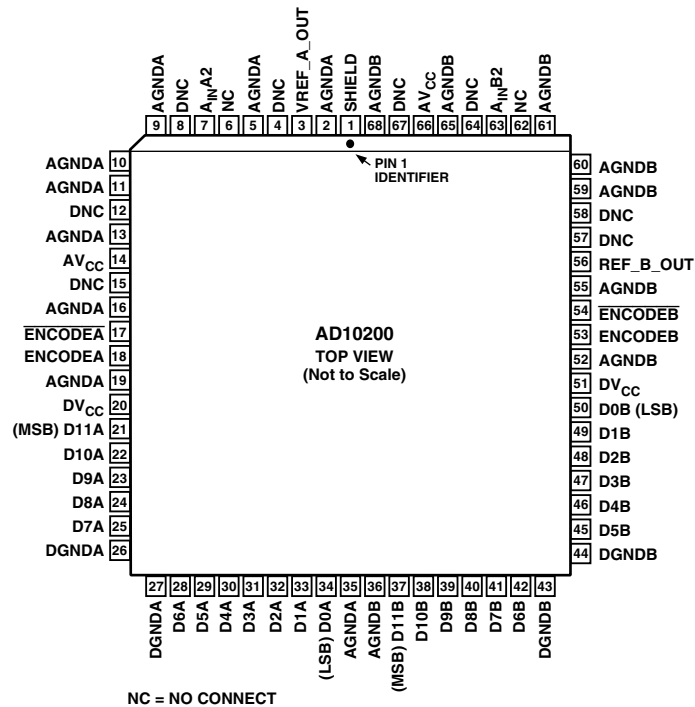 AGNDA
DNC
AINA2
NC
AGNDA
DNC
VREF_A_OUT
AGNDA
SHIELD
AGNDB
DNC
AVCC
AGNDB
DNC
AINB2
NC
AGNDB
9 8 7 6 5 4 3 2 1 68 67 66 65 64 63 62 61
PIN 1
IDENTIFIER
AGNDA 10
AGNDA 11
DNC 12
AGNDA 13
AVCC 14
DNC 15
AGNDA 16
ENCODEA 17
ENCODEA 18
AGNDA 19
DVCC 20
(MSB) D11A 21
D10A 22
D9A 23
D8A 24
D7A 25
DGNDA 26
AD10200
TOP VIEW
(Not to Scale)
60 AGNDB
59 AGNDB
58 DNC
57 DNC
56 REF_B_OUT
55 AGNDB
54 ENCODEB
53 ENCODEB
52 AGNDB
51 DVCC
50 D0B (LSB)
49 D1B
48 D2B
47 D3B
46 D4B
45 D5B
44 DGNDB
27 28 29 30 31 32 33 34 35 36 37 38 39 40 41 42 43
DGNDA
D6A
D5A
D4A
D3A
D2A
D1A
(LSB) D0A
AGNDA
AGNDB
(MSB) D11B
D10B
D9B
D8B
D7B
D6B
DGNDB
NC = NO CONNECT